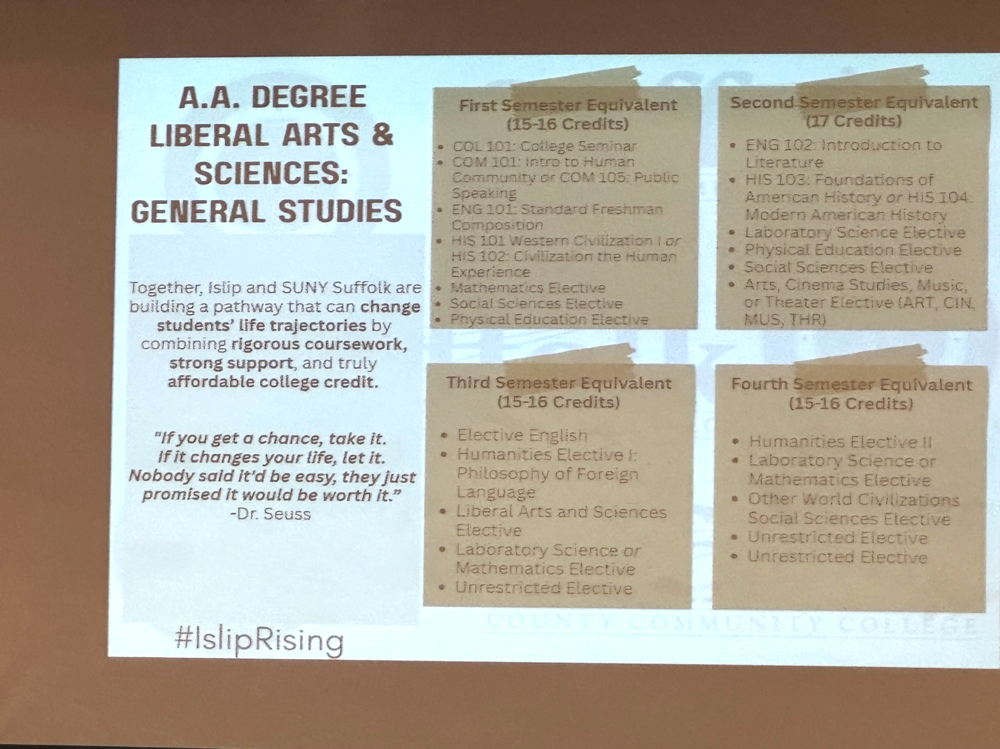 A.A. DEGREE
LIBERAL ARTS &
SCIENCES:
GENERAL STUDIES
Together, Islip and SUNY Suffolk are
building a pathway that can change
students' life trajectories by
combining rigorous coursework,
strong support, and truly
affordable college credit.
"If you get a chance, take it.
If it changes your life, let it.
Nobody said it'd be easy, they just
promised it would be worth it."
-Dr. Seuss
#IslipRising
First Semester Equivalent
(15-16 Credits)
• COL 101: College Seminar
• COM 101: Intro to Human
Community or COM 105: Public
Speaking
• ENG 101: Standard Freshman
Composition
• HIS 101 Western Civilization I or
HIS 102: Civilization the Human
Experience
• Mathematics Elective
• Social Sciences Elective
• Physical Education Elective
Second Semester Equivalent
(17 Credits)
• ENG 102: Introduction to
Literature
• HIS 103: Foundations of
American History or HIS 104:
Modern American History
• Laboratory Science Elective
• Physical Education Elective
• Social Sciences Elective
• Arts, Cinema Studies, Music,
or Theater Elective (ART, CIN,
MUS, THR)
Third Semester Equivalent
(15-16 Credits)
• Elective English
• Humanities Elective I:
Philosophy of Foreign
Language
• Liberal Arts and Sciences
Elective
• Laboratory Science or
Mathematics Elective
• Unrestricted Elective
Fourth Semester Equivalent
(15-16 Credits)
• Humanities Elective II
• Laboratory Science or
Mathematics Elective
• Other World Civilizations
Social Sciences Elective
• Unrestricted Elective
• Unrestricted Elective
COUNTY COMMUNITY COLLEGE